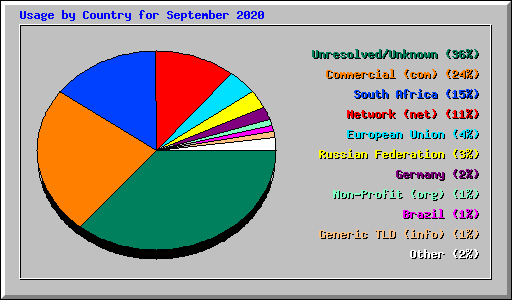 Usage by Country for September 2020
Unresolved/Unknown (36%)
Commercial (com) (24%)
South Africa (15%)
Network (net) (11%)
European Union (4%)
Russian Federation (3%)
Germany (2%)
Non-Profit (org) (1%)
Brazil (1%)
Generic TLD (info) (1%)
Other (2%)